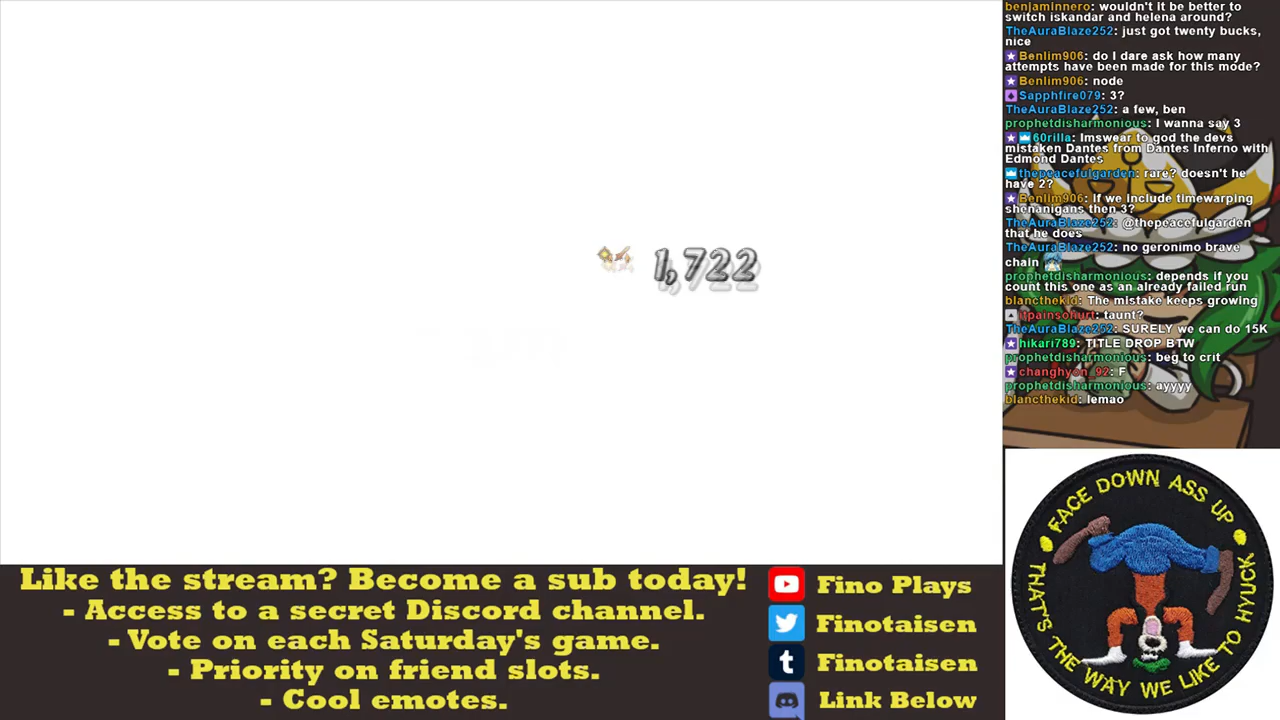 benjaminnero: wouldn't it be better to
switch iskandar and helena around?
TheAuraBlaze252: just got twenty bucks,
nice
Benlim906: do I dare ask how many
attempts have been made for this mode?
Benlim906: node
Sapphfire079: 3?
TheAuraBlaze252: a few, ben
prophetdisharmonious: I wanna say 3
60rilla: Imswear to god the devs
mistaken Dantes from Dantes Inferno with
Edmond Dantes
thepeacefulgarden: rare? doesn't he
have 2?
Benlim906: If we include timewarping
shenanigans then 3?
TheAuraBlaze252: @thepeacefulgarden
that he does
TheAuraBlaze252: no geronimo brave
chain
prophetdisharmonious: depends if you
count this one as an already failed run
blancthekid: The mistake keeps growing
itpainsofurt: taunt?
TheAuraBlaze252: SURELY we can do 15K
hikari789: TITLE DROP BTW
prophetdisharmonious: beg to crit
changhyon_92: F
prophetdisharmonious: ayyyy
blancthekid: lemao
1,722
Like the stream? Become a sub today!
- Access to a secret Discord channel.
- Vote on each Saturday's game.
- Priority on friend slots.
- Cool emotes.
Fino Plays
Finotaisen
Finotaisen
Link Below
FACE DOWN ASS UP
THAT'S THE WAY WE LIKE TO HYUCK